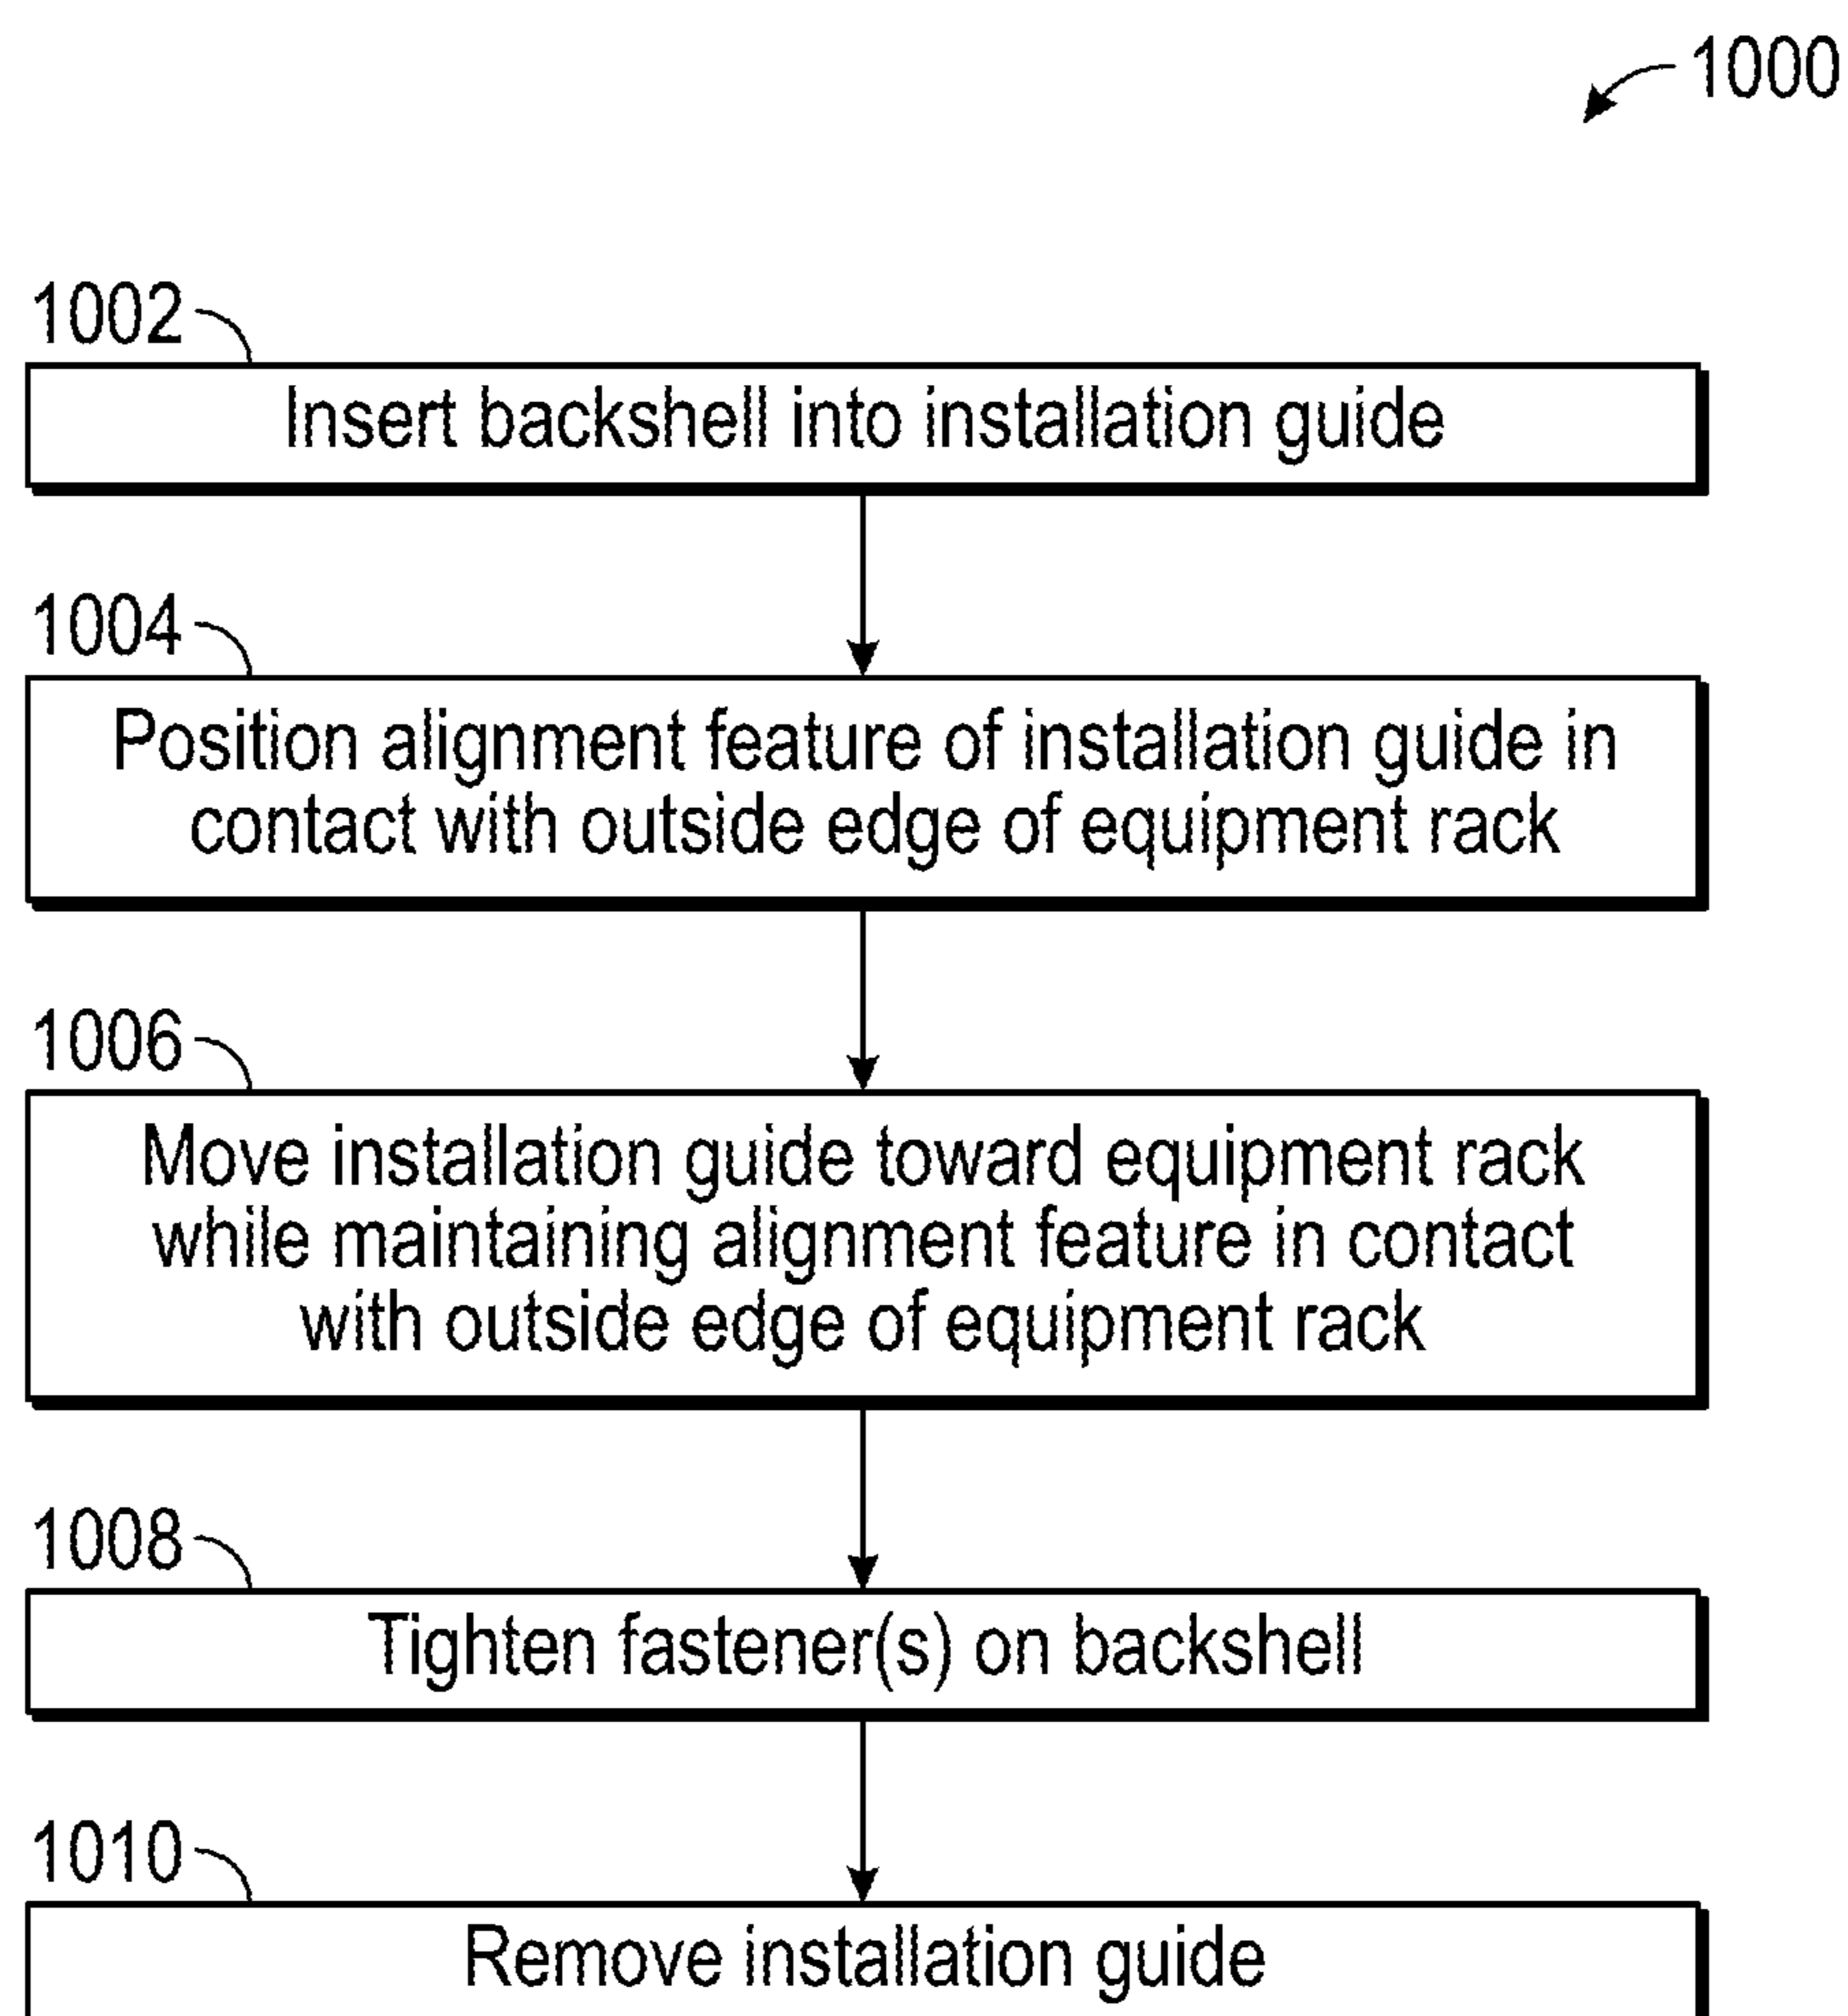 1000
1002
Insert backshell into installation guide
1004
Position alignment feature of installation guide in
contact with outside edge of equipment rack
1006
Move installation guide toward equipment rack
while maintaining alignment feature in contact
with outside edge of equipment rack
1008
Tighten fastener(s) on backshell
1010
Remove installation guide